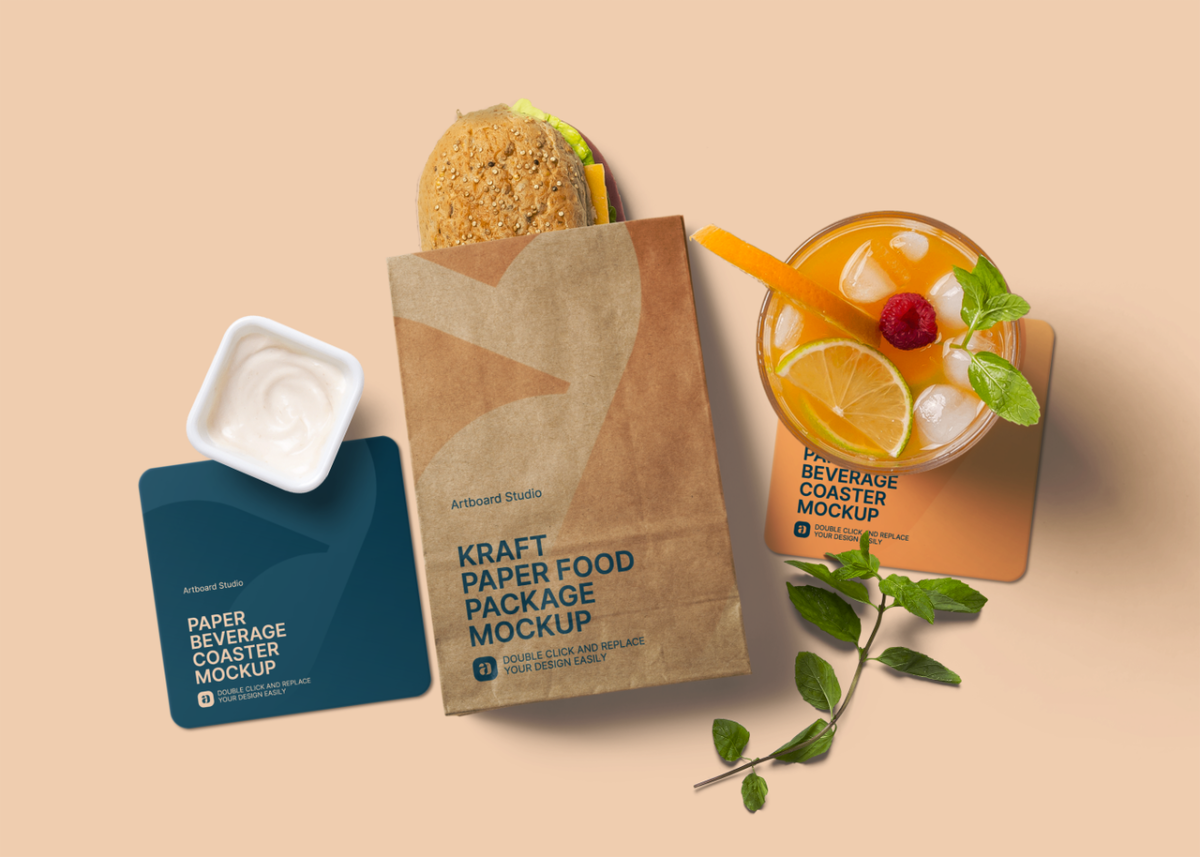 Artboard Studio
PAPER
BEVERAGE
COASTER
MOCKUP
a
DOUBLE CLICK AND REPLACE
YOUR DESIGN EASILY
Artboard Studio
KRAFT
PAPER FOOD
PACKAGE
MOCKUP
a
DOUBLE CLICK AND REPLACE
YOUR DESIGN EASILY
PAPER
BEVERAGE
COASTER
MOCKUP
a
DOUBLE CLICK AND REPLACE
YOUR DESIGN EASILY